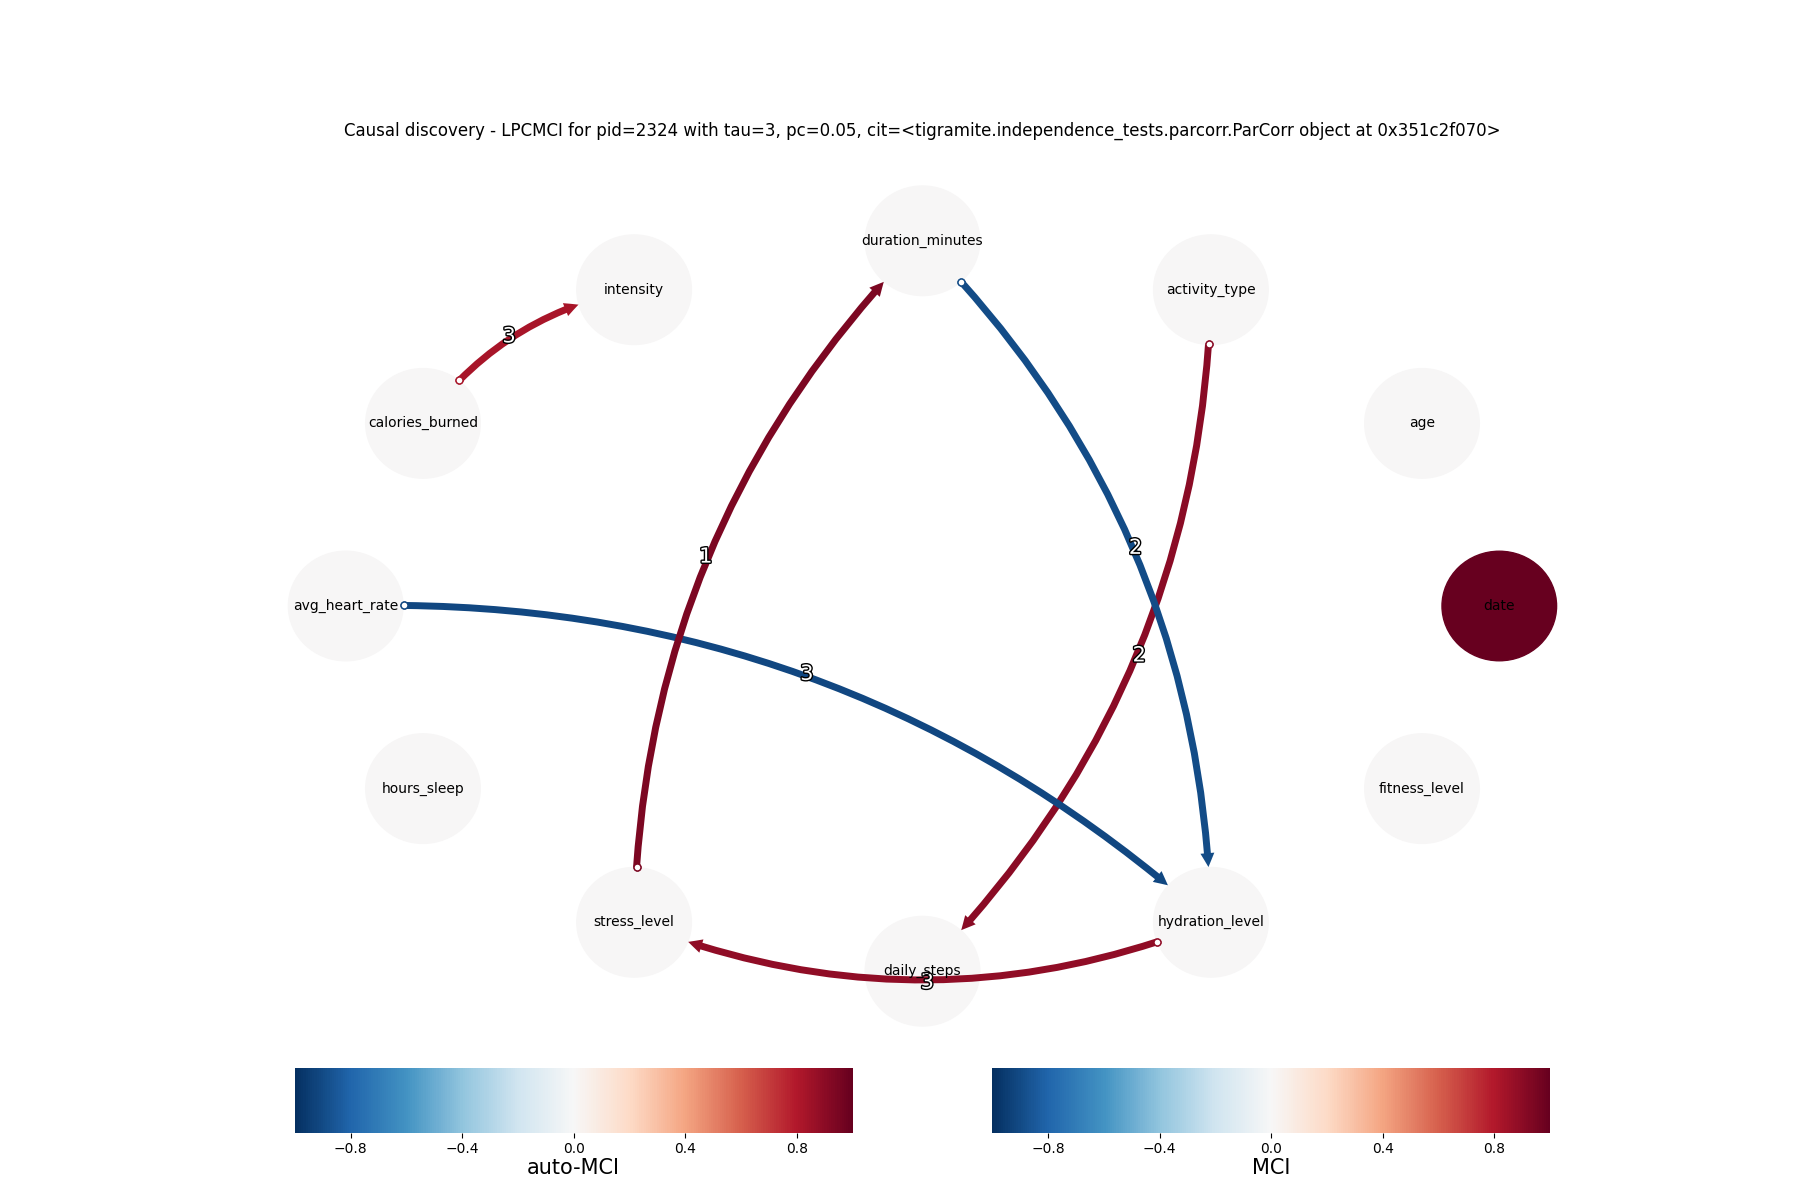 Causal discovery - LPCMCI for pid=2324 with tau=3, pc=0.05, cit=<tigramite.independence_tests.parcorr.ParCorr object at 0x351c2f070>
duration_minutes
intensity
activity_type
3
calories_burned
age
1
2
avg_heart_rate
date
2
3
hours_sleep
fitness_level
stress_level
hydration_level
daily_steps
3
−0.8 −0.4 0.0 0.4 0.8
auto-MCI
−0.8 −0.4 0.0 0.4 0.8
MCI